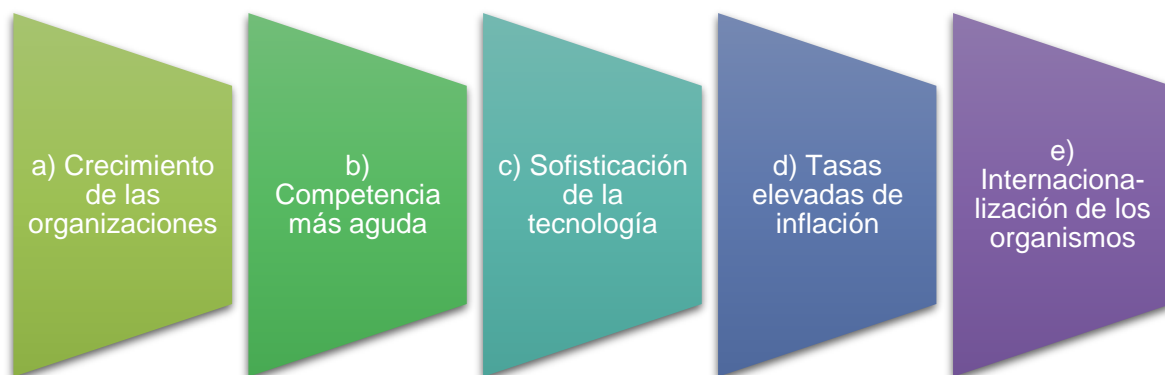 a) Crecimiento
de las
organizaciones
b)
Competencia
más aguda
c) Sofisticación
de la
tecnología
d) Tasas
elevadas de
inflación
e)
Internaciona-
lización de los
organismos